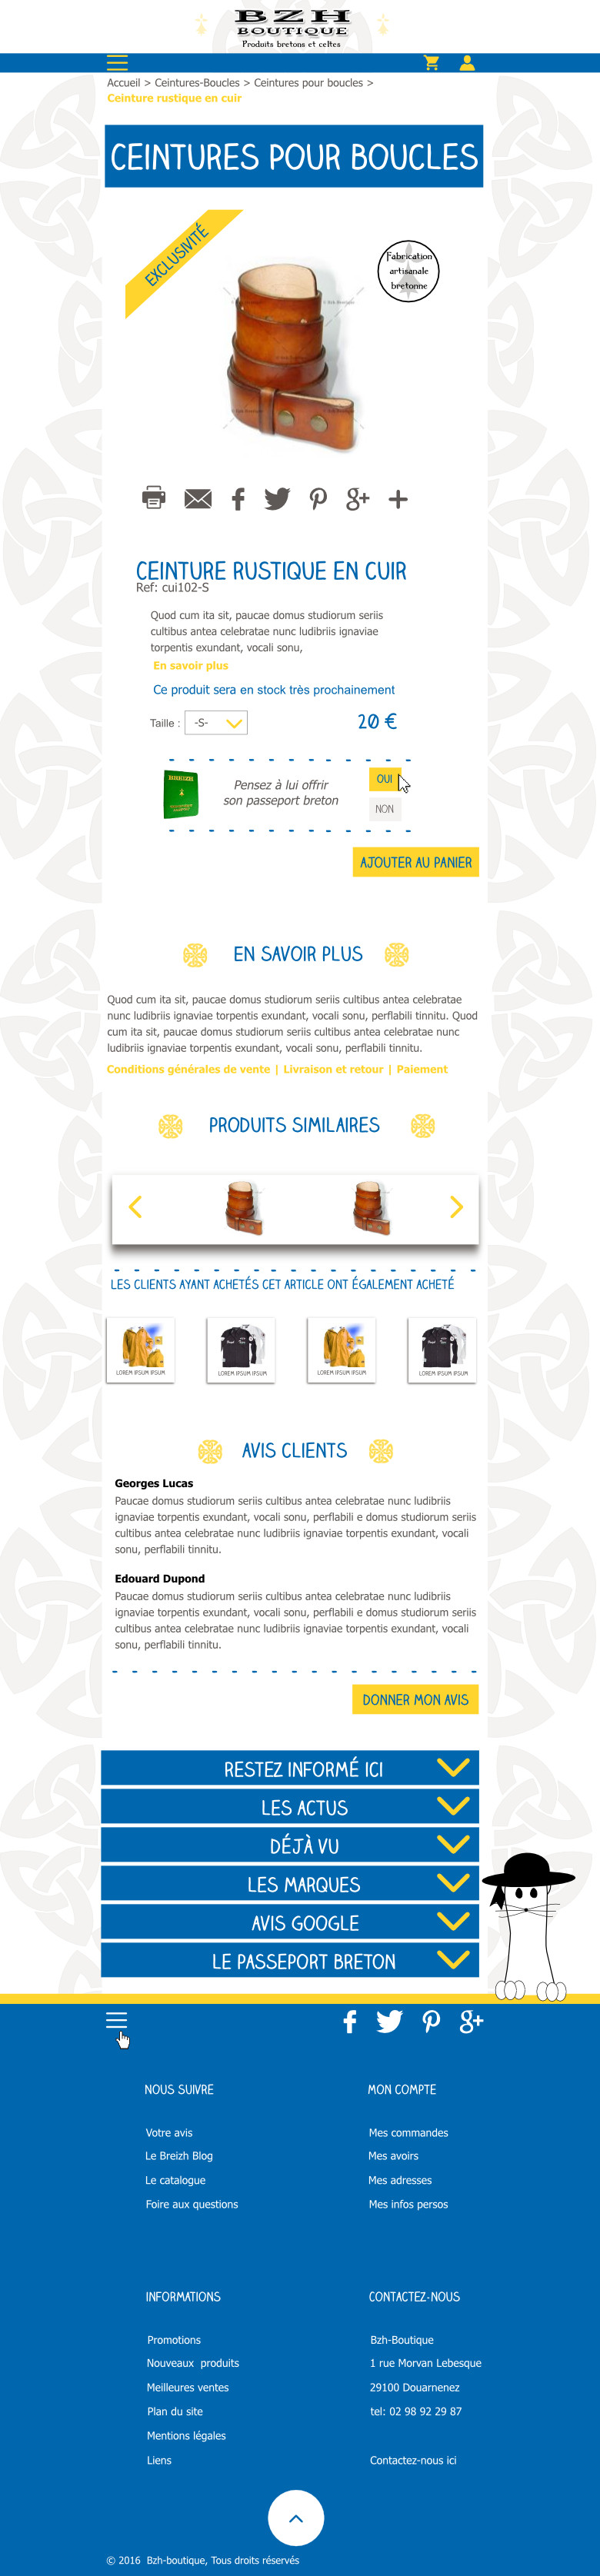 BZH
BOUTIQUE
Produits bretons et celtes
Accueil > Ceintures-Boucles > Ceintures pour boucles >
Ceinture rustique en cuir
CEINTURES POUR BOUCLES
EXCLUSIVITÉ
Fabrication
artisanale
bretonne
CEINTURE RUSTIQUE EN CUIR
Ref: cui102-S
Quod cum ita sit, paucae domus studiorum seriis
cultibus antea celebratae nunc ludibriis ignaviae
torpentis exundant, vocali sonu,
En savoir plus
Ce produit sera en stock très prochainement
Taille : -S- 20 €
BREIZH
Pensez à lui offrir
son passeport breton
OUI
NON
AJOUTER AU PANIER
EN SAVOIR PLUS
Quod cum ita sit, paucae domus studiorum seriis cultibus antea celebratae
nunc ludibriis ignaviae torpentis exundant, vocali sonu, perflabili tinnitu. Quod
cum ita sit, paucae domus studiorum seriis cultibus antea celebratae nunc
ludibriis ignaviae torpentis exundant, vocali sonu, perflabili tinnitu.
Conditions générales de vente | Livraison et retour | Paiement
PRODUITS SIMILAIRES
LES CLIENTS AYANT ACHETÉS CET ARTICLE ONT ÉGALEMENT ACHETÉ
LOREM IPSUM IPSUM LOREM IPSUM IPSUM LOREM IPSUM IPSUM LOREM IPSUM IPSUM
AVIS CLIENTS
Georges Lucas
Paucae domus studiorum seriis cultibus antea celebratae nunc ludibriis
ignaviae torpentis exundant, vocali sonu, perflabili e domus studiorum seriis
cultibus antea celebratae nunc ludibriis ignaviae torpentis exundant, vocali
sonu, perflabili tinnitu.
Edouard Dupond
Paucae domus studiorum seriis cultibus antea celebratae nunc ludibriis
ignaviae torpentis exundant, vocali sonu, perflabili e domus studiorum seriis
cultibus antea celebratae nunc ludibriis ignaviae torpentis exundant, vocali
sonu, perflabili tinnitu.
DONNER MON AVIS
RESTEZ INFORMÉ ICI
LES ACTUS
DÉJÀ VU
LES MARQUES
AVIS GOOGLE
LE PASSEPORT BRETON
NOUS SUIVRE
Votre avis
Le Breizh Blog
Le catalogue
Foire aux questions
MON COMPTE
Mes commandes
Mes avoirs
Mes adresses
Mes infos persos
INFORMATIONS
Promotions
Nouveaux produits
Meilleures ventes
Plan du site
Mentions légales
Liens
CONTACTEZ-NOUS
Bzh-Boutique
1 rue Morvan Lebesque
29100 Douarnenez
tel: 02 98 92 29 87
Contactez-nous ici
© 2016 Bzh-boutique, Tous droits réservés